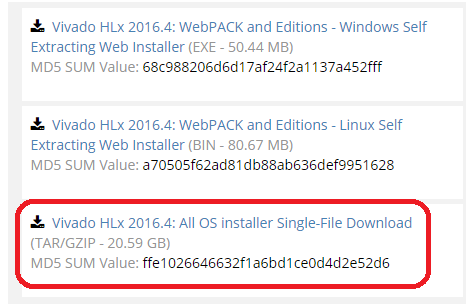 Vivado HLx 2016.4: WebPACK and Editions - Windows Self
Extracting Web Installer (EXE - 50.44 MB)
MD5 SUM Value: 68c988206d6d17af24f2a1137a452fff
Vivado HLx 2016.4: WebPACK and Editions - Linux Self
Extracting Web Installer (BIN - 80.67 MB)
MD5 SUM Value: a70505f62ad81db88ab636def9951628
Vivado HLx 2016.4: All OS installer Single-File Download
(TAR/GZIP - 20.59 GB)
MD5 SUM Value: ffe1026646632f1a6bd1ce0d4d2e52d6